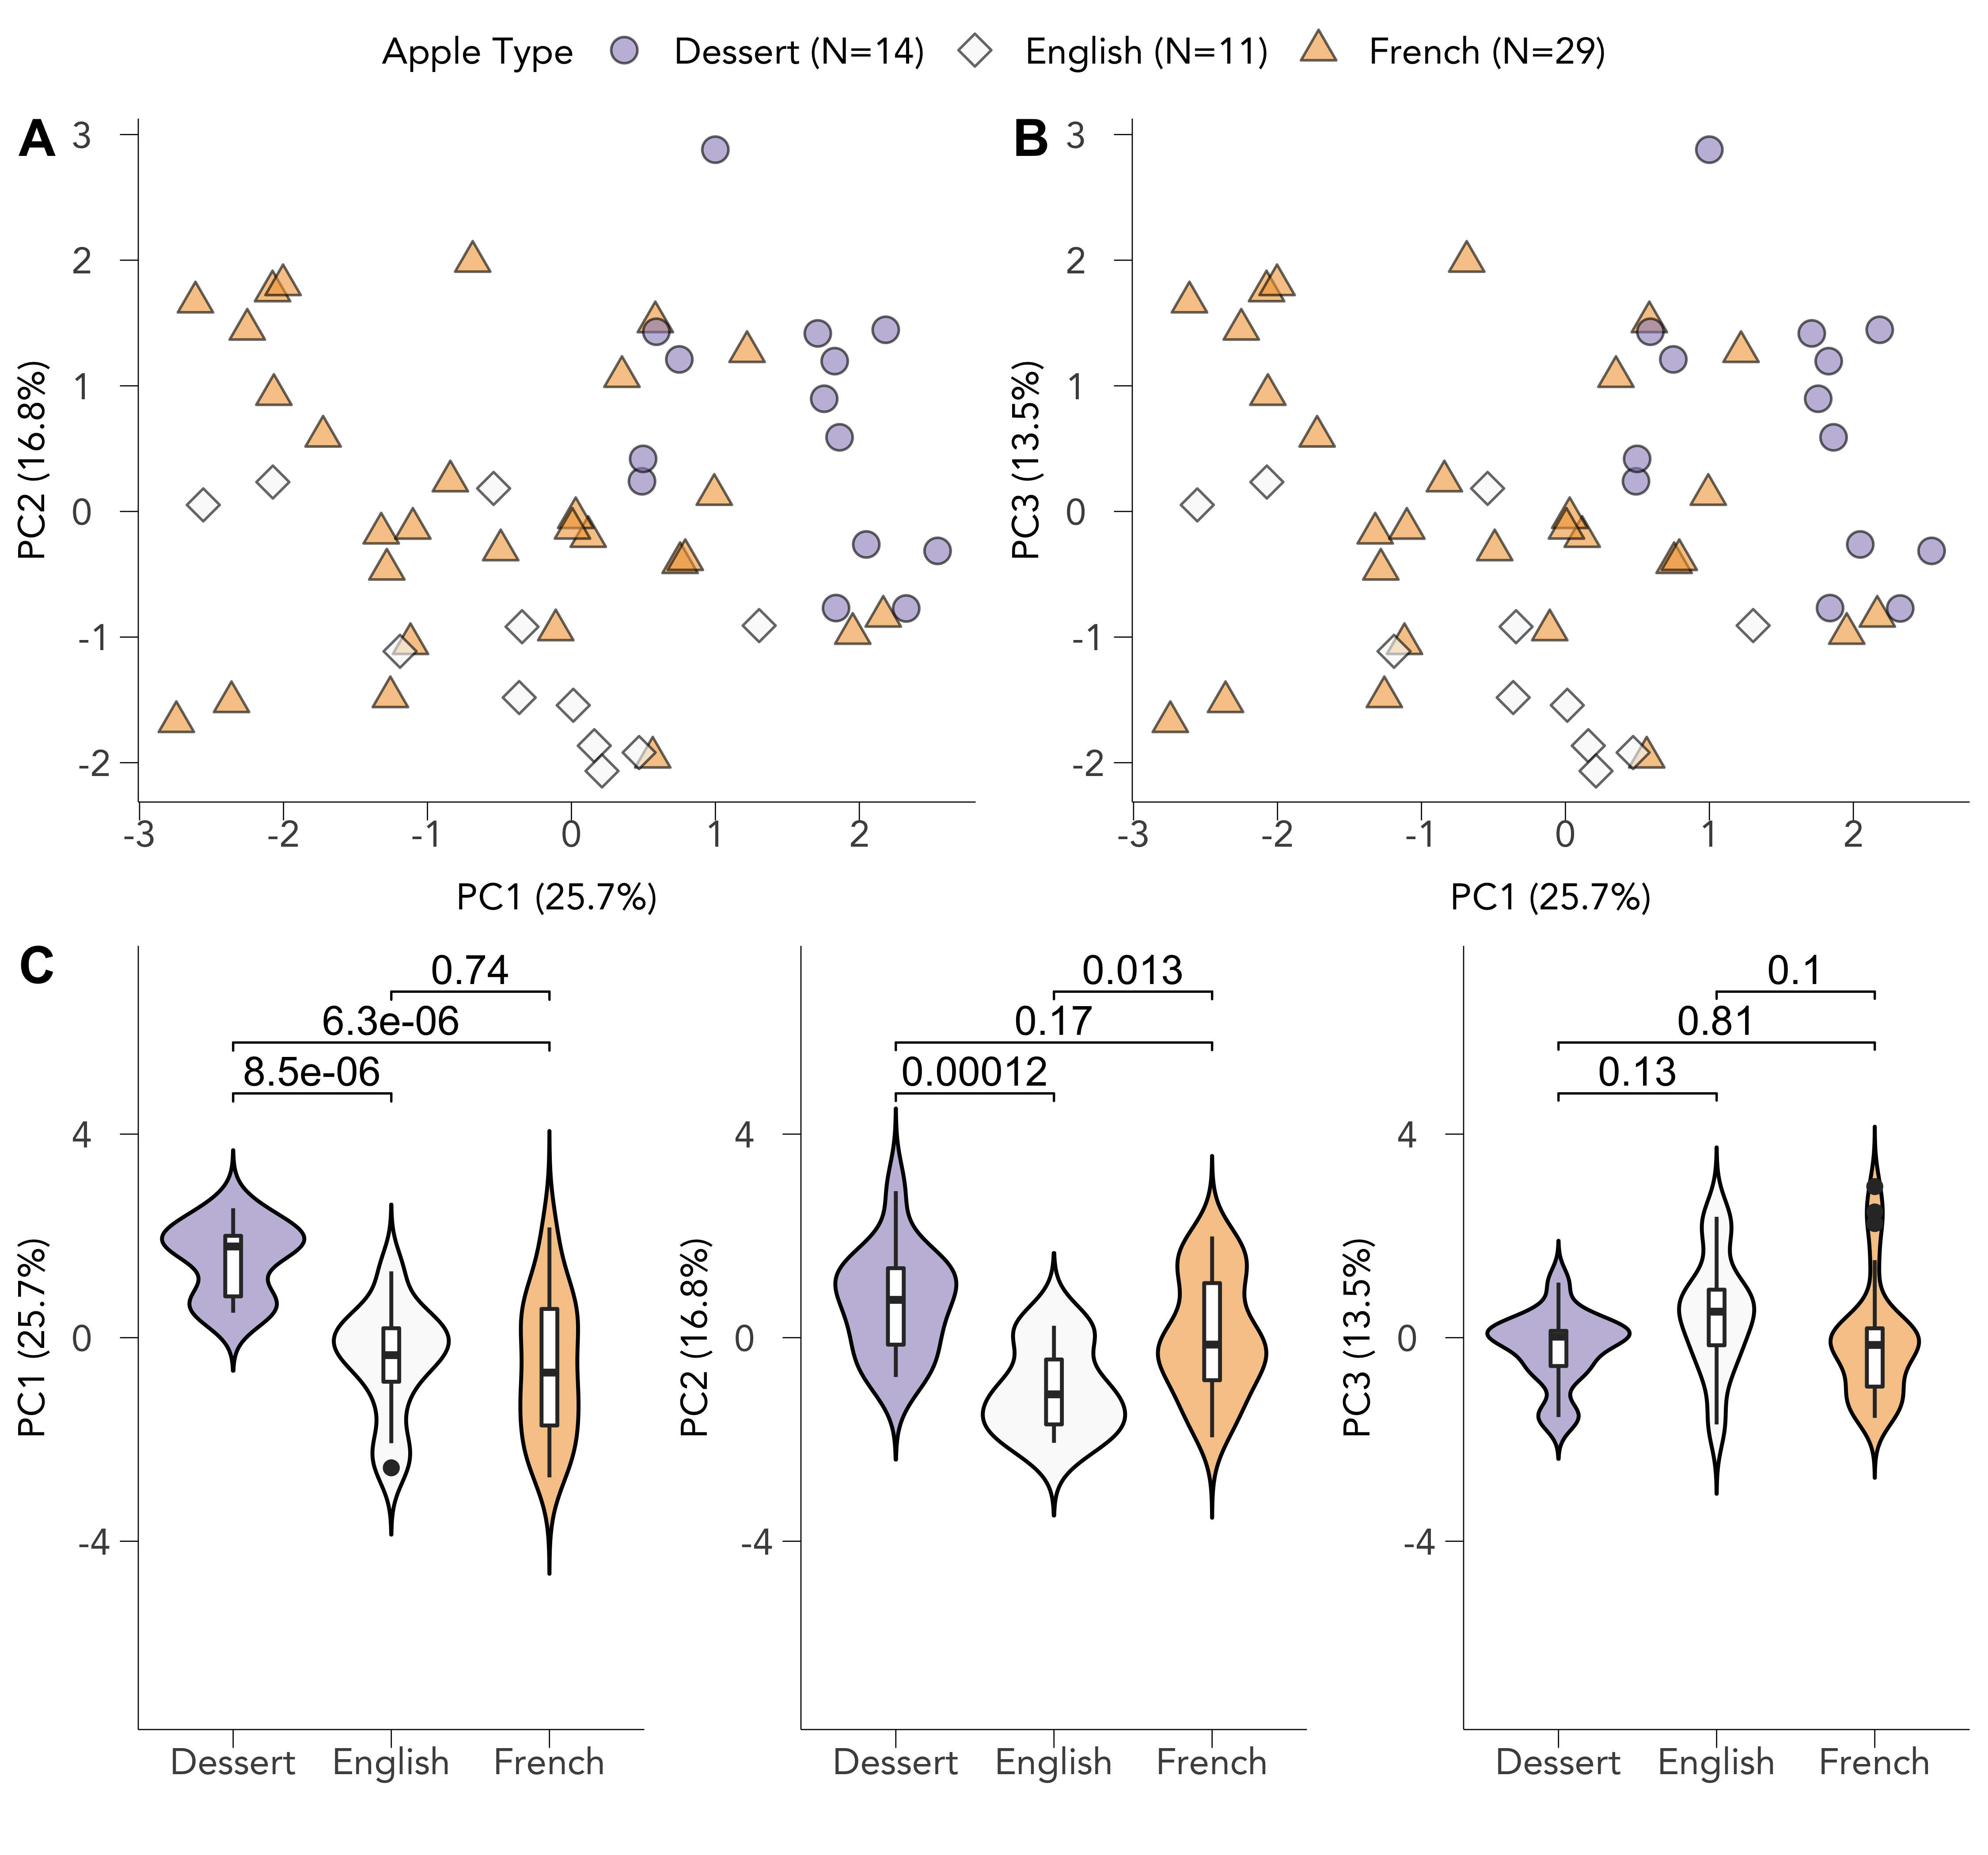 Apple Type Dessert (N=14) English (N=11) French (N=29)
A
3
2
1
0
-1
-2
PC2 (16.8%)
-3 -2 -1 0 1 2
PC1 (25.7%)
B
3
2
1
0
-1
-2
PC3 (13.5%)
-3 -2 -1 0 1 2
PC1 (25.7%)
C
0.74
6.3e-06
8.5e-06
4
0
-4
PC1 (25.7%)
Dessert English French
0.013
0.17
0.00012
4
0
-4
PC2 (16.8%)
Dessert English French
0.1
0.81
0.13
4
0
-4
PC3 (13.5%)
Dessert English French